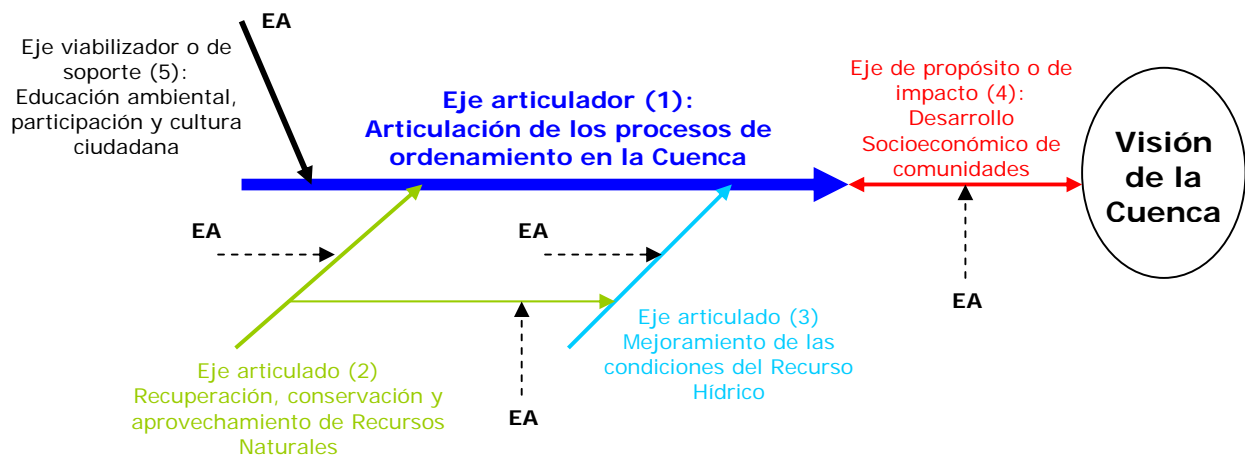 EA
Eje viabilizador o de
soporte (5):
Educación ambiental,
participación y cultura
ciudadana
Eje articulador (1):
Articulación de los procesos de
ordenamiento en la Cuenca
Eje de propósito o de
impacto (4):
Desarrollo
Socioeconómico de
comunidades
Visión
de la
Cuenca
EA
EA
EA
EA
Eje articulado (2)
Recuperación, conservación y
aprovechamiento de Recursos
Naturales
Eje articulado (3)
Mejoramiento de las
condiciones del Recurso
Hídrico